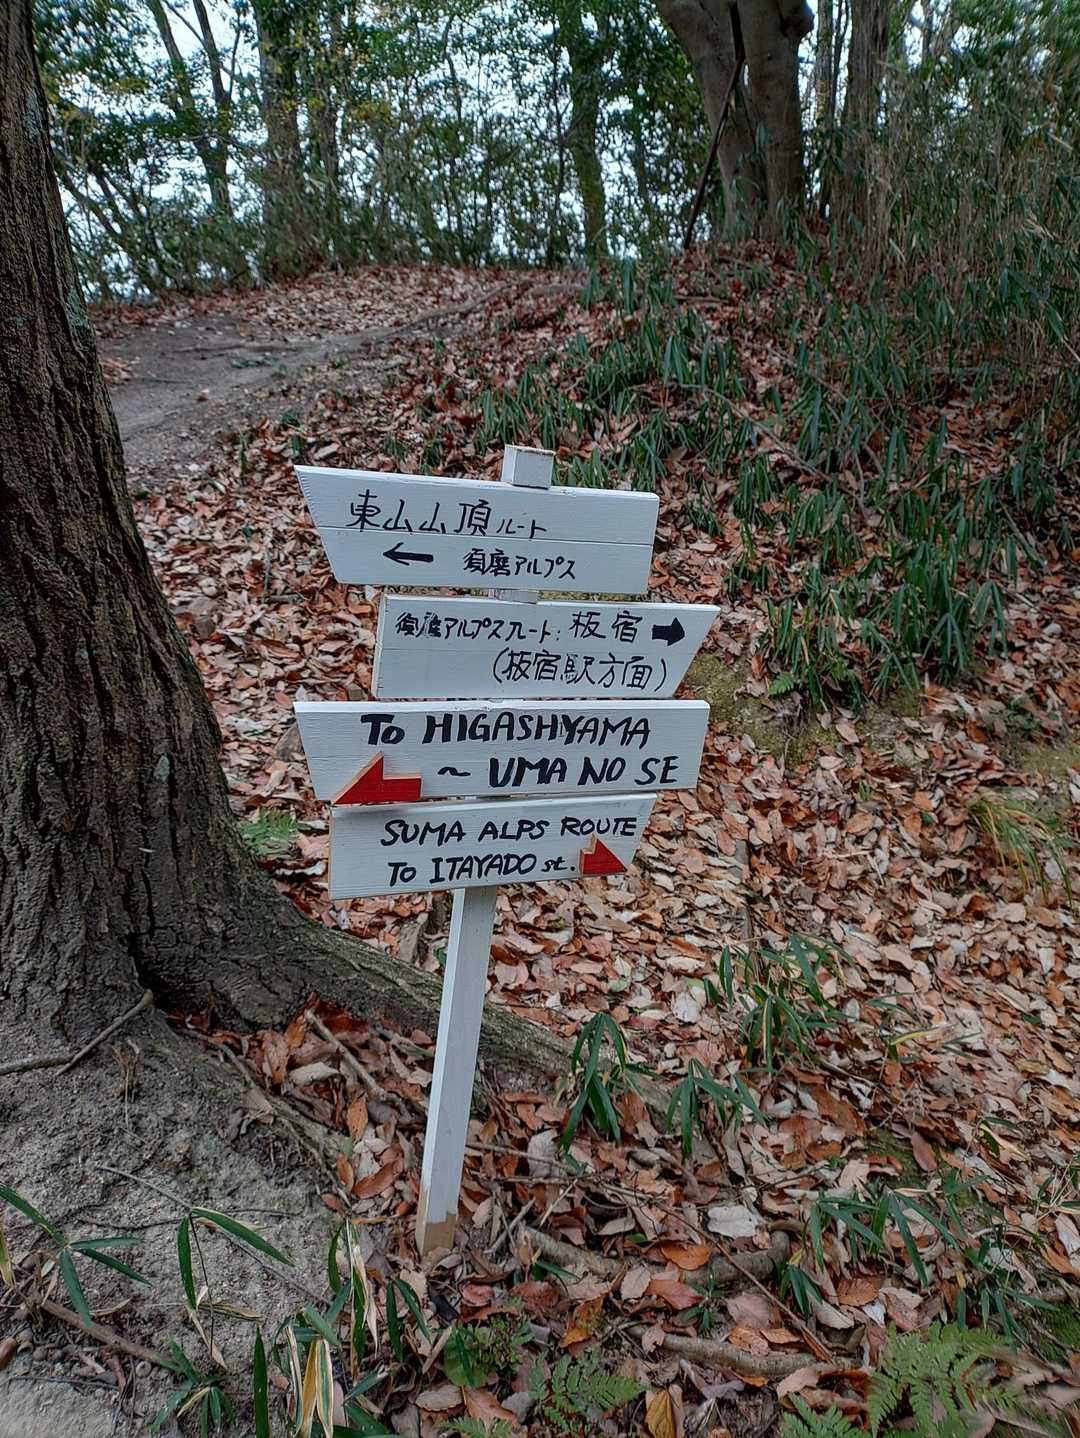 東山山頂ルート
← 須磨アルプス
須磨アルプスルート: 板宿 →
(板宿駅方面)
To HIGASHIYAMA
~ UMA NO SE
SUMA ALPS ROUTE
To ITAYADO st.